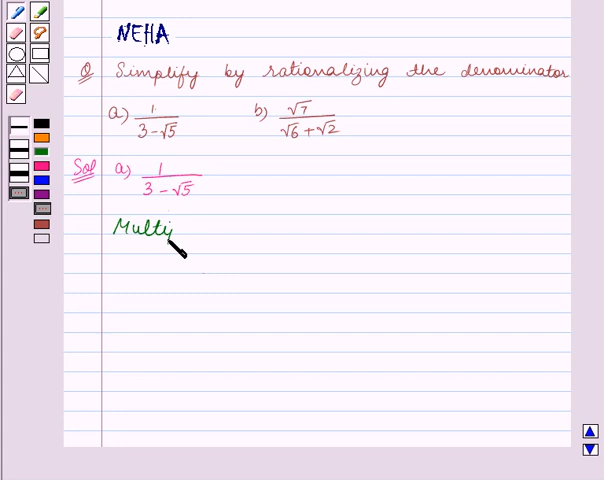 NEHA
Q Simplify by rationalizing the denominator
a) 1/(3-√5) b) √7/(√6+√2)
Sol a) 1/(3-√5)
Multi